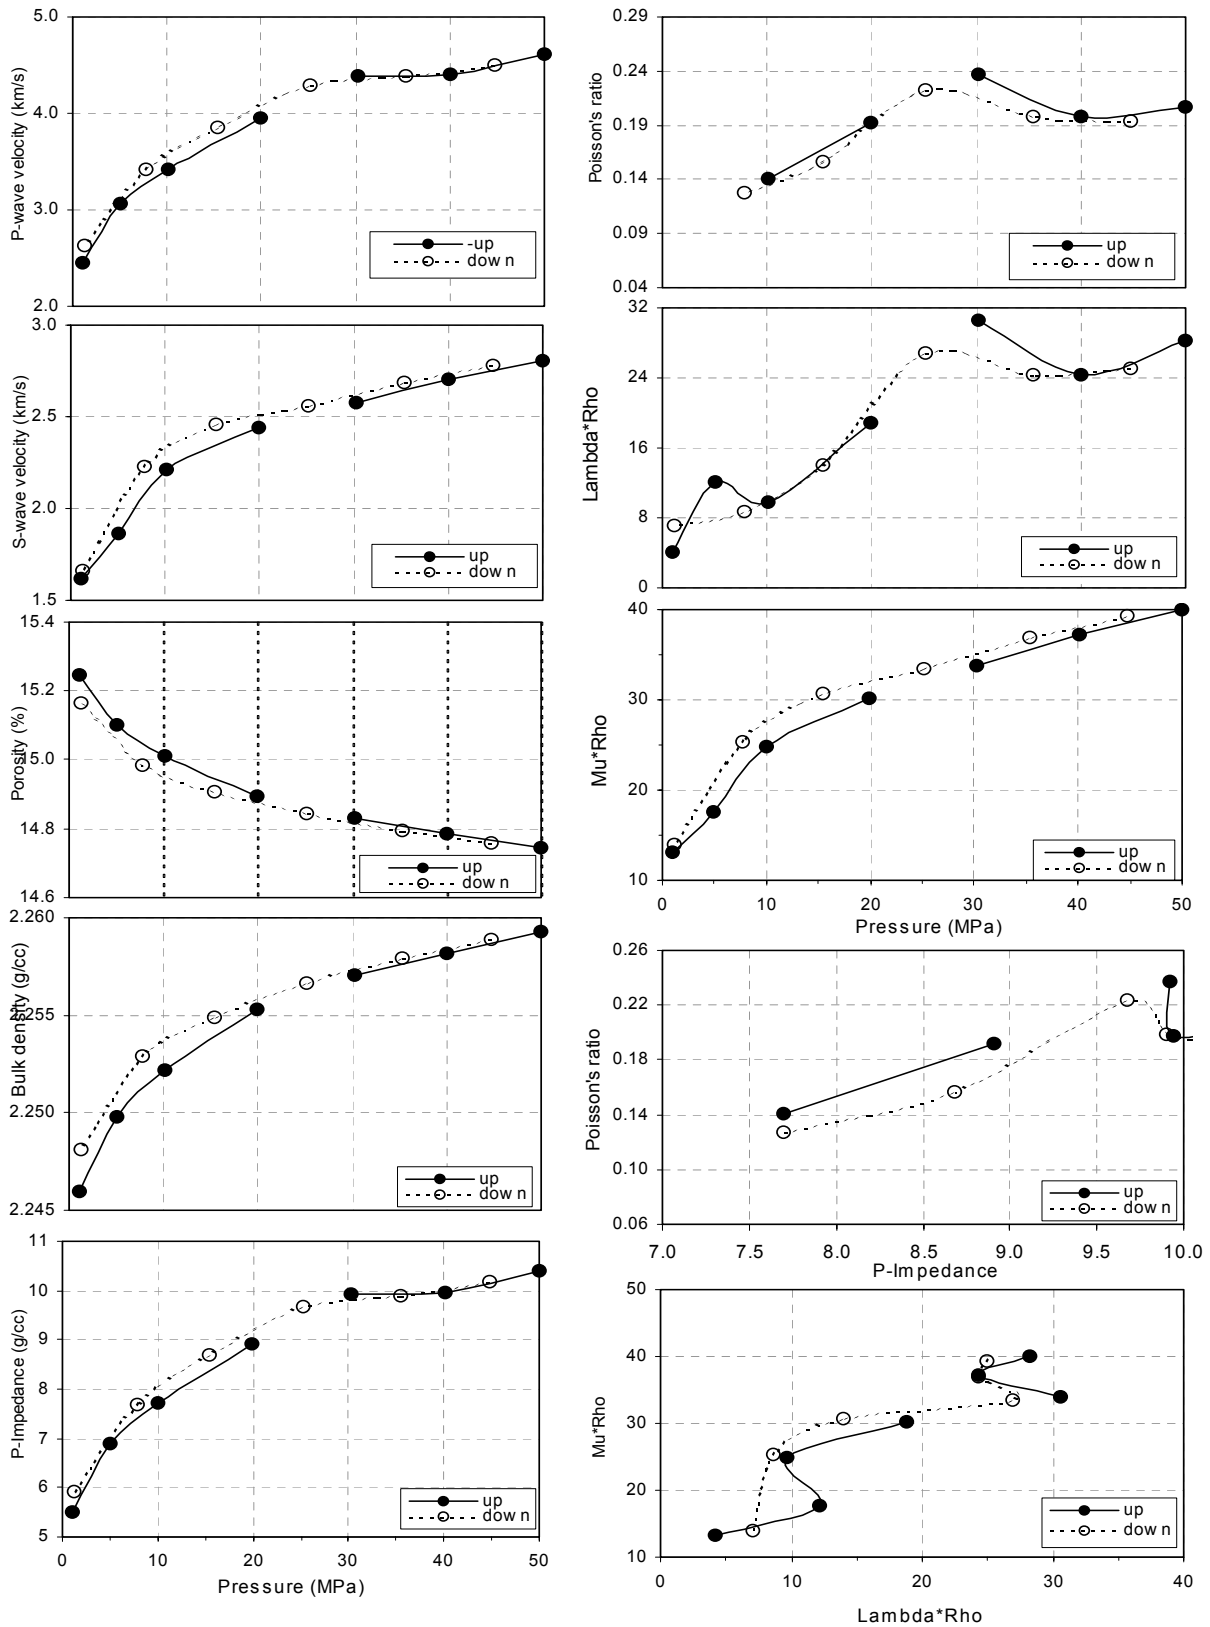 5.0
4.0
3.0
2.0
P-wave velocity (km/s)
-up
dow n
3.0
2.5
2.0
1.5
S-wave velocity (km/s)
up
dow n
15.4
15.2
15.0
14.8
14.6
Porosity (%)
up
dow n
2.260
2.255
2.250
2.245
Bulk density (g/cc)
up
dow n
11
10
9
8
7
6
5
P-Impedance (g/cc)
up
dow n
0 10 20 30 40 50
Pressure (MPa)
0.29
0.24
0.19
0.14
0.09
0.04
Poisson's ratio
up
dow n
32
24
16
8
0
Lambda*Rho
up
dow n
40
30
20
10
Mu*Rho
up
dow n
0 10 20 30 40 50
Pressure (MPa)
0.26
0.22
0.18
0.14
0.10
0.06
Poisson's ratio
up
dow n
7.0 7.5 8.0 8.5 9.0 9.5 10.0
P-Impedance
50
40
30
20
10
Mu*Rho
up
dow n
0 10 20 30 40
Lambda*Rho